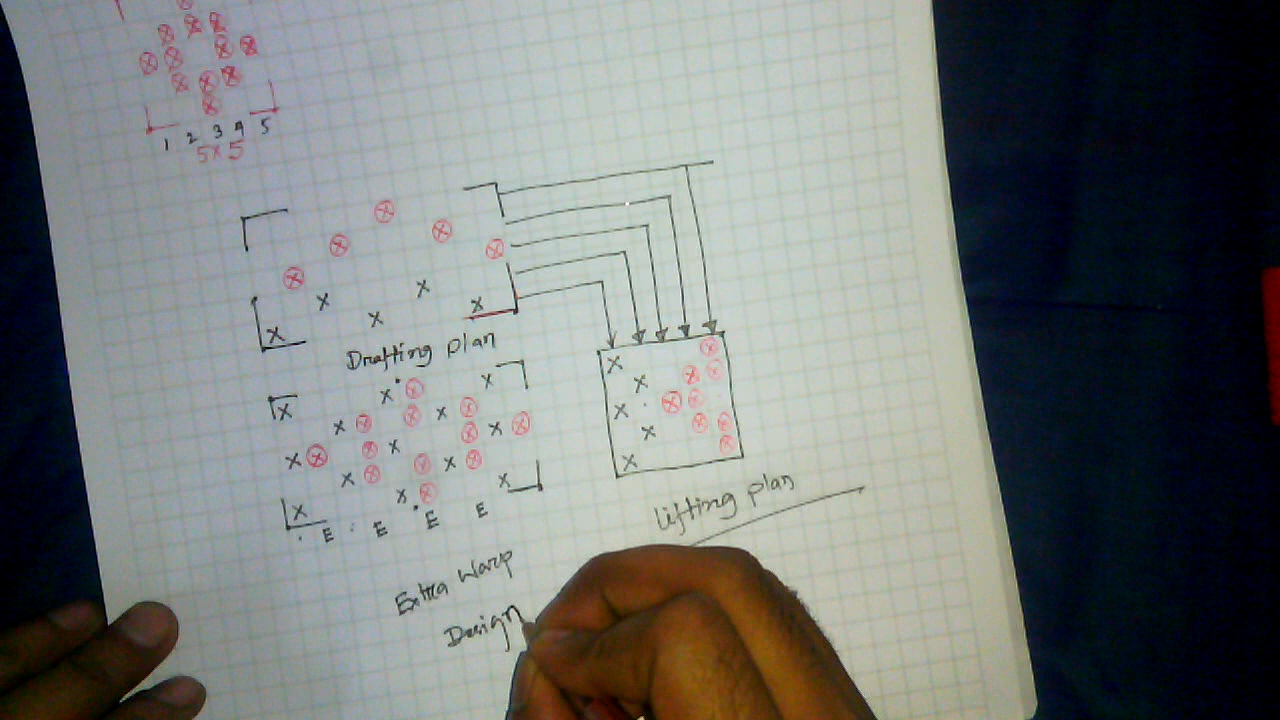 1 2 3 4 5
5x5
Drafting plan
E E E E
lifting plan
Extra warp
Design